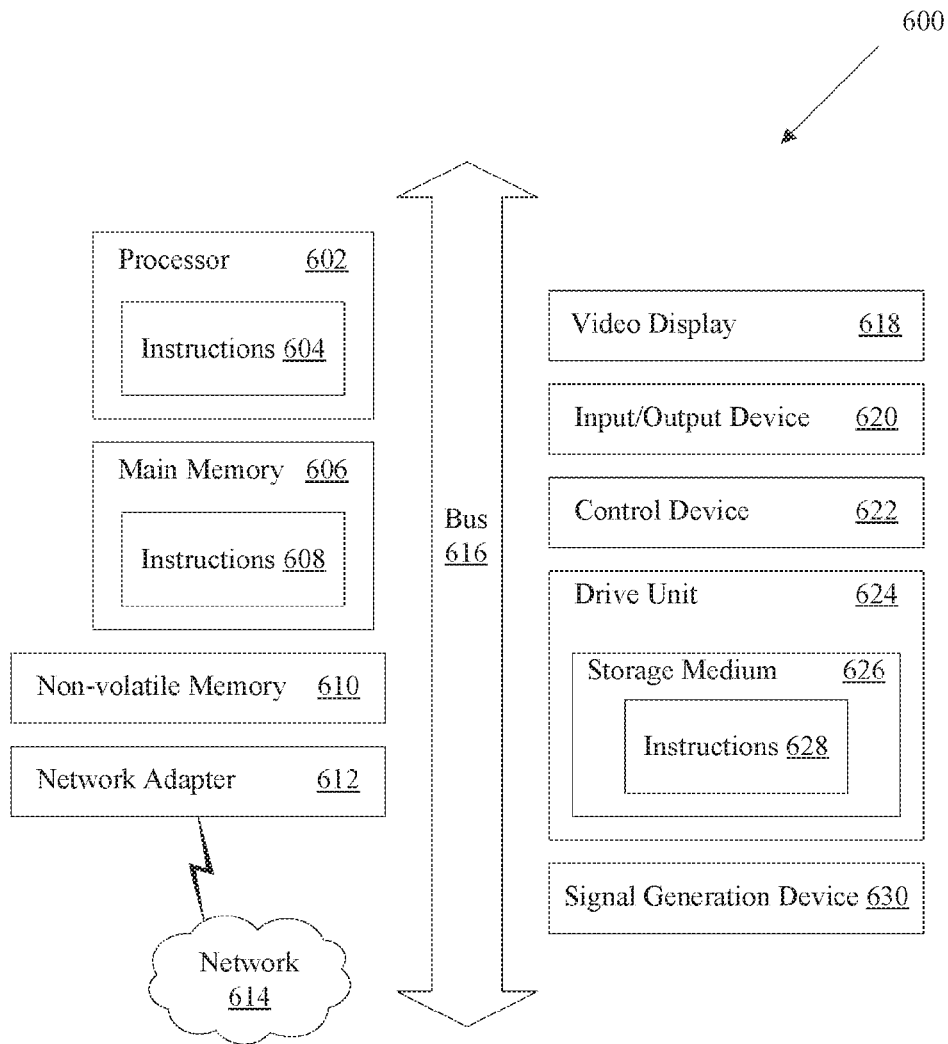 600
Processor 602
Instructions 604
Main Memory 606
Instructions 608
Non-volatile Memory 610
Network Adapter 612
Network
614
Bus
616
Video Display 618
Input/Output Device 620
Control Device 622
Drive Unit 624
Storage Medium 626
Instructions 628
Signal Generation Device 630